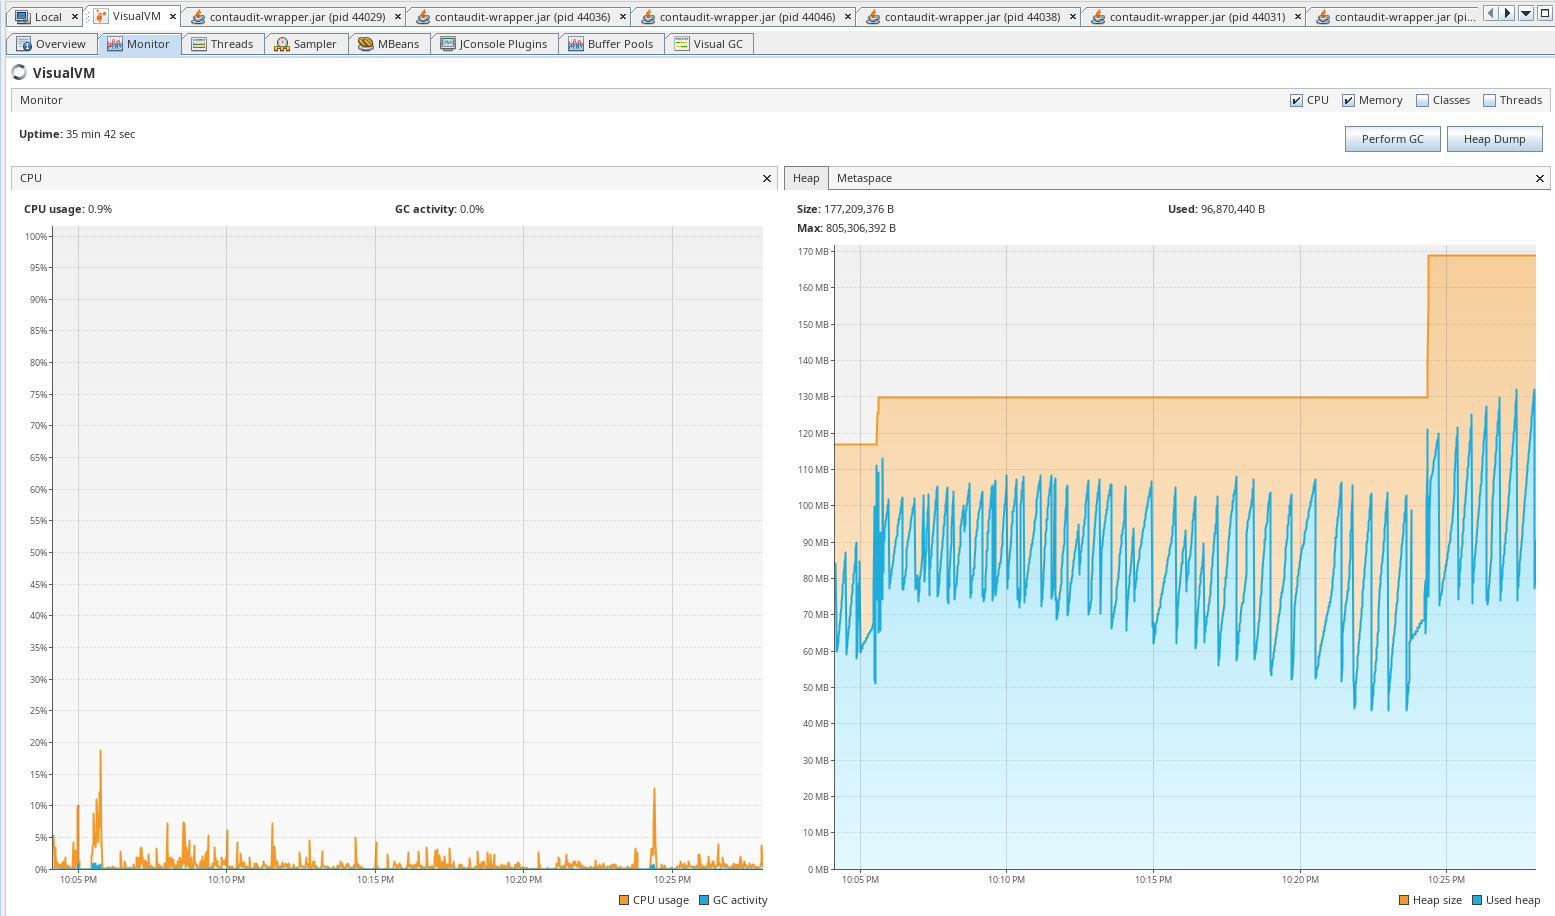 Local × VisualVM × contaudit-wrapper.jar (pid 44029) × contaudit-wrapper.jar (pid 44036) × contaudit-wrapper.jar (pid 44046) × contaudit-wrapper.jar (pid 44038) × contaudit-wrapper.jar (pid 44031) × contaudit-wrapper.jar (pi...
Overview Monitor Threads Sampler MBeans JConsole Plugins Buffer Pools Visual GC
VisualVM
Monitor CPU Memory Classes Threads
Uptime: 35 min 42 sec
Perform GC Heap Dump
CPU ×
CPU usage: 0.9% GC activity: 0.0%
100%
95%
90%
85%
80%
75%
70%
65%
60%
55%
50%
45%
40%
35%
30%
25%
20%
15%
10%
5%
0%
10:05 PM 10:10 PM 10:15 PM 10:20 PM 10:25 PM
CPU usage GC activity
Heap Metaspace ×
Size: 177,209,376 B Used: 96,870,440 B
Max: 805,306,392 B
170 MB
160 MB
150 MB
140 MB
130 MB
120 MB
110 MB
100 MB
90 MB
80 MB
70 MB
60 MB
50 MB
40 MB
30 MB
20 MB
10 MB
0 MB
10:05 PM 10:10 PM 10:15 PM 10:20 PM 10:25 PM
Heap size Used heap